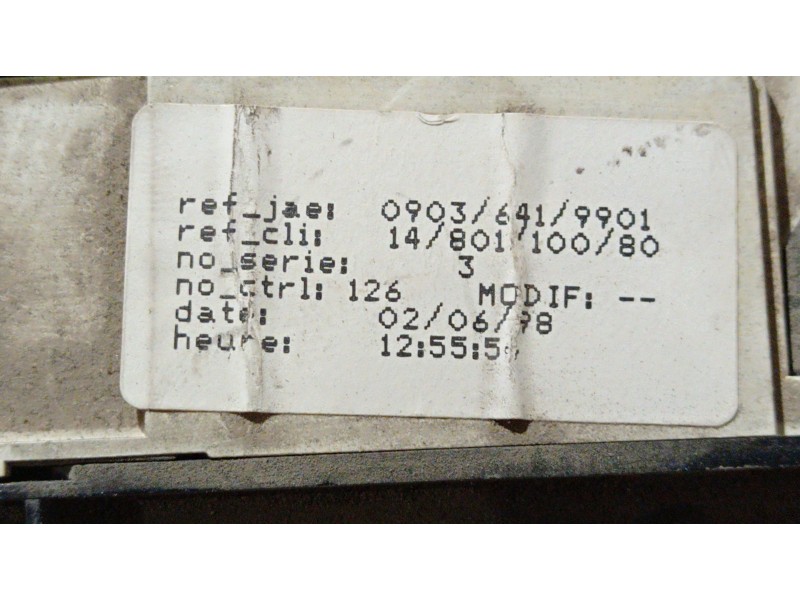 ref_jae: 0903/641/9901
ref_cli: 14/801/100/80
no_serie: 3
no_ctrl: 126 MODIF: --
date: 02/06/98
heure: